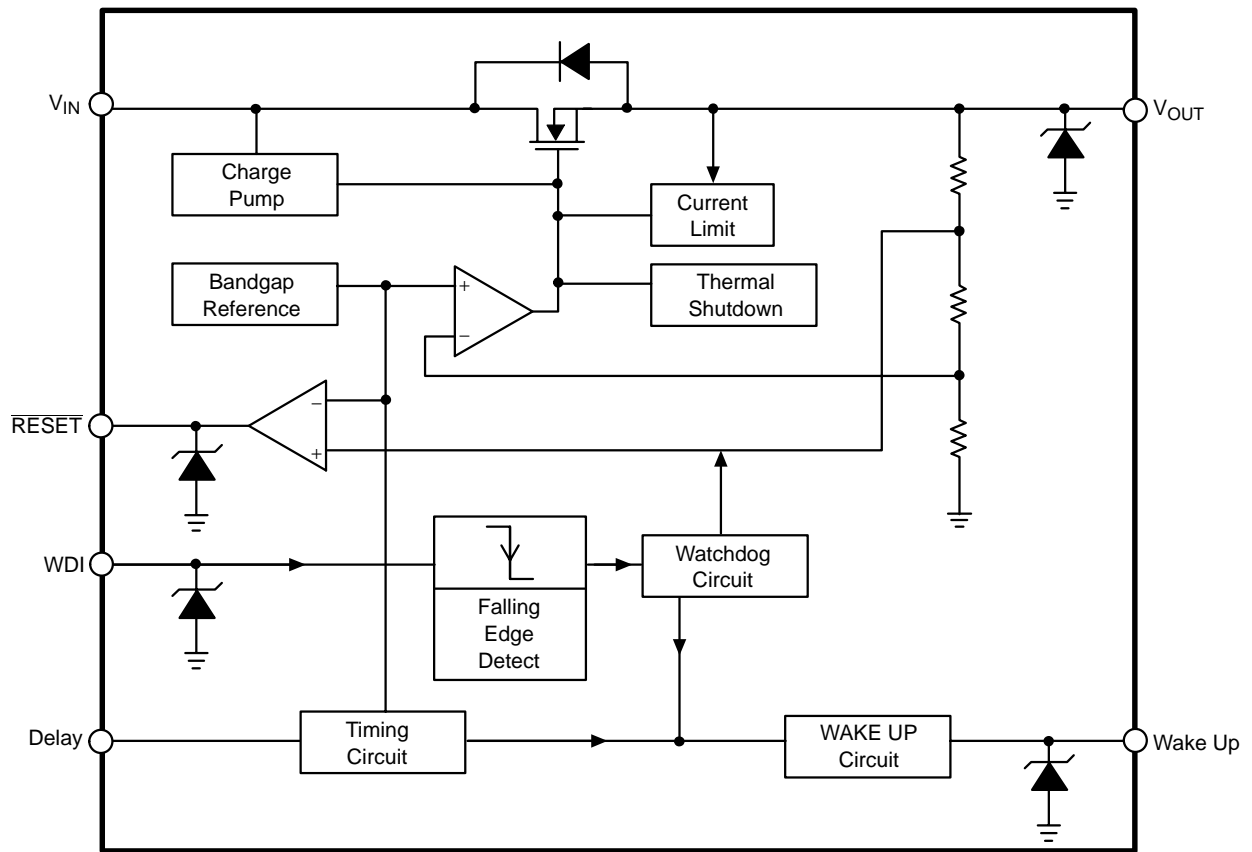 VIN
VOUT
Charge
Pump
Current
Limit
Bandgap
Reference
+
−
Thermal
Shutdown
RESET
−
+
WDI
Falling
Edge
Detect
Watchdog
Circuit
Delay
Timing
Circuit
WAKE UP
Circuit
Wake Up